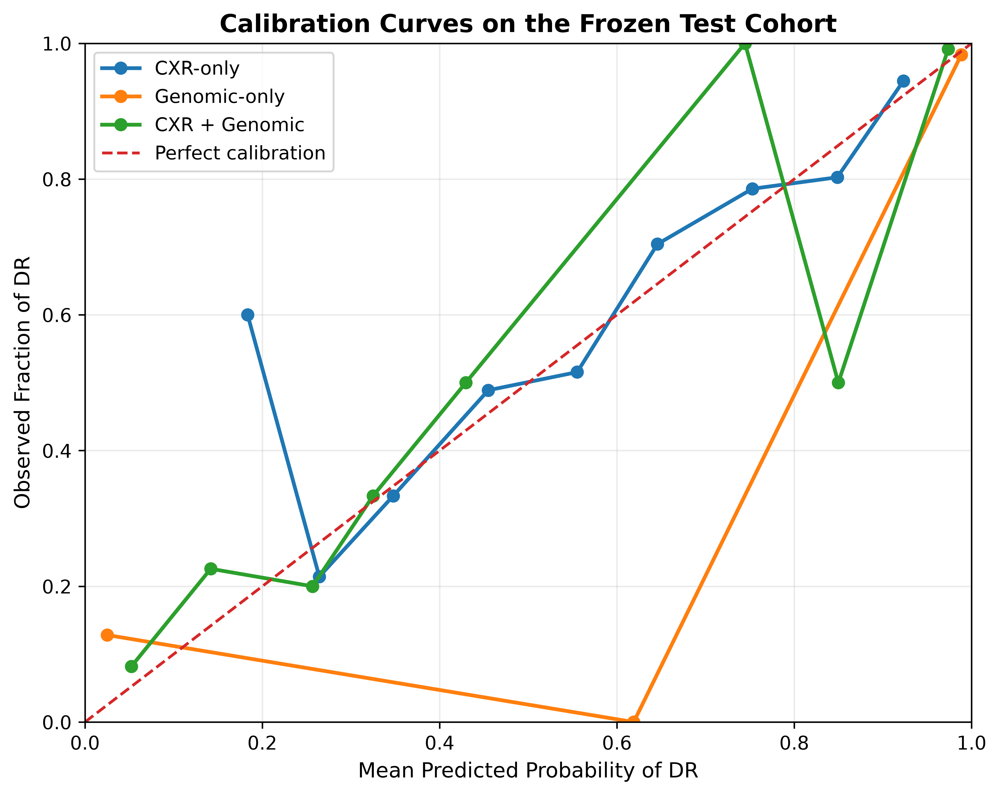 Calibration Curves on the Frozen Test Cohort
1.0
0.8
0.6
0.4
0.2
0.0
Observed Fraction of DR
CXR-only
Genomic-only
CXR + Genomic
Perfect calibration
0.0 0.2 0.4 0.6 0.8 1.0
Mean Predicted Probability of DR